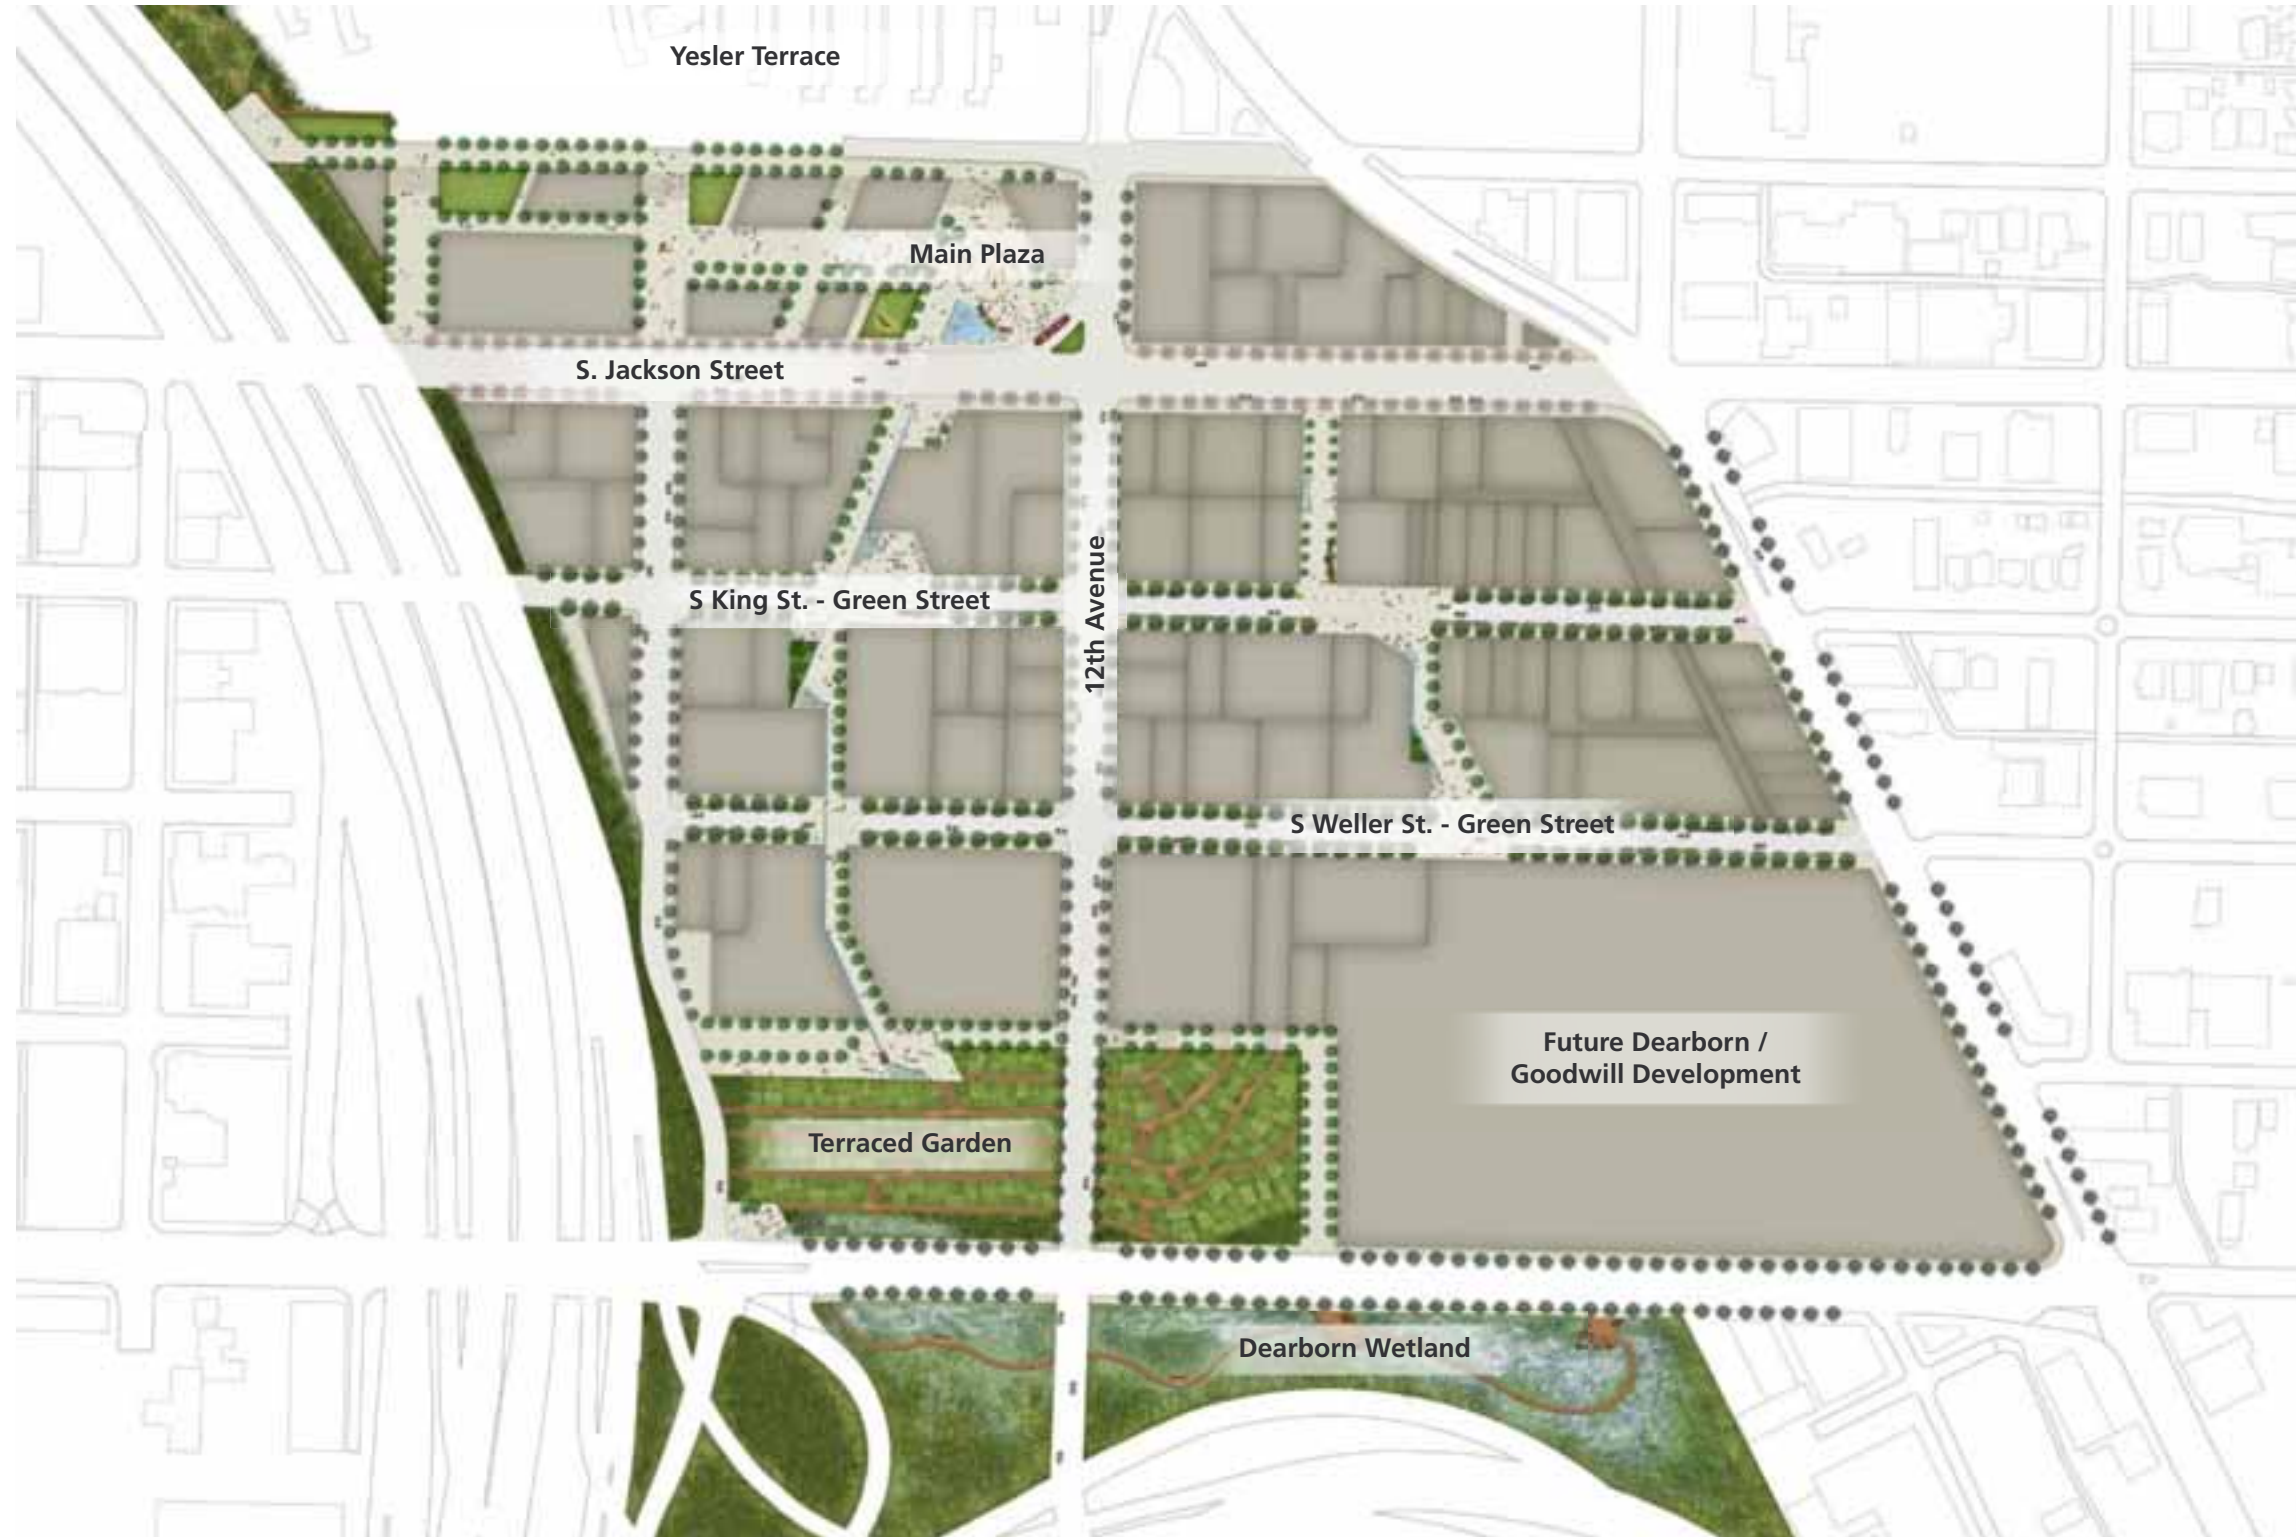 Yesler Terrace
Main Plaza
S. Jackson Street
12th Avenue
S King St. - Green Street
S Weller St. - Green Street
Future Dearborn /
Goodwill Development
Terraced Garden
Dearborn Wetland